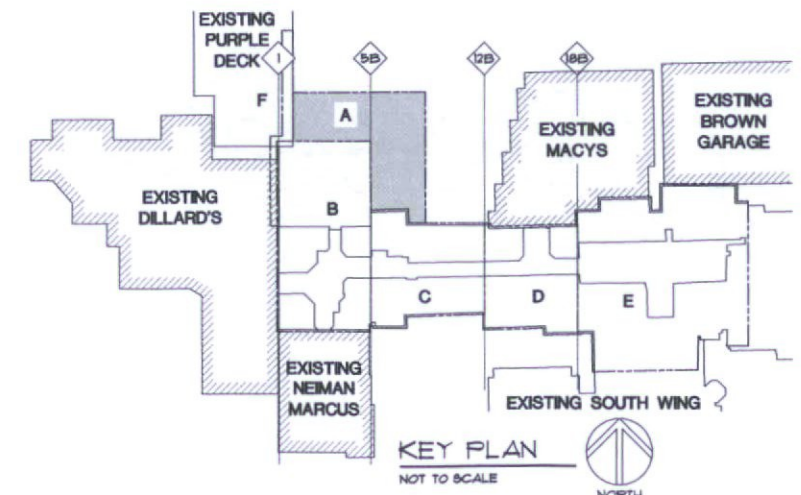 EXISTING
PURPLE
DECK
1
5B
12B
18B
F
A
EXISTING
MACYS
EXISTING
BROWN
GARAGE
EXISTING
DILLARD'S
B
C
D
E
EXISTING
NEIMAN
MARCUS
EXISTING SOUTH WING
KEY PLAN
NOT TO SCALE
NORTH